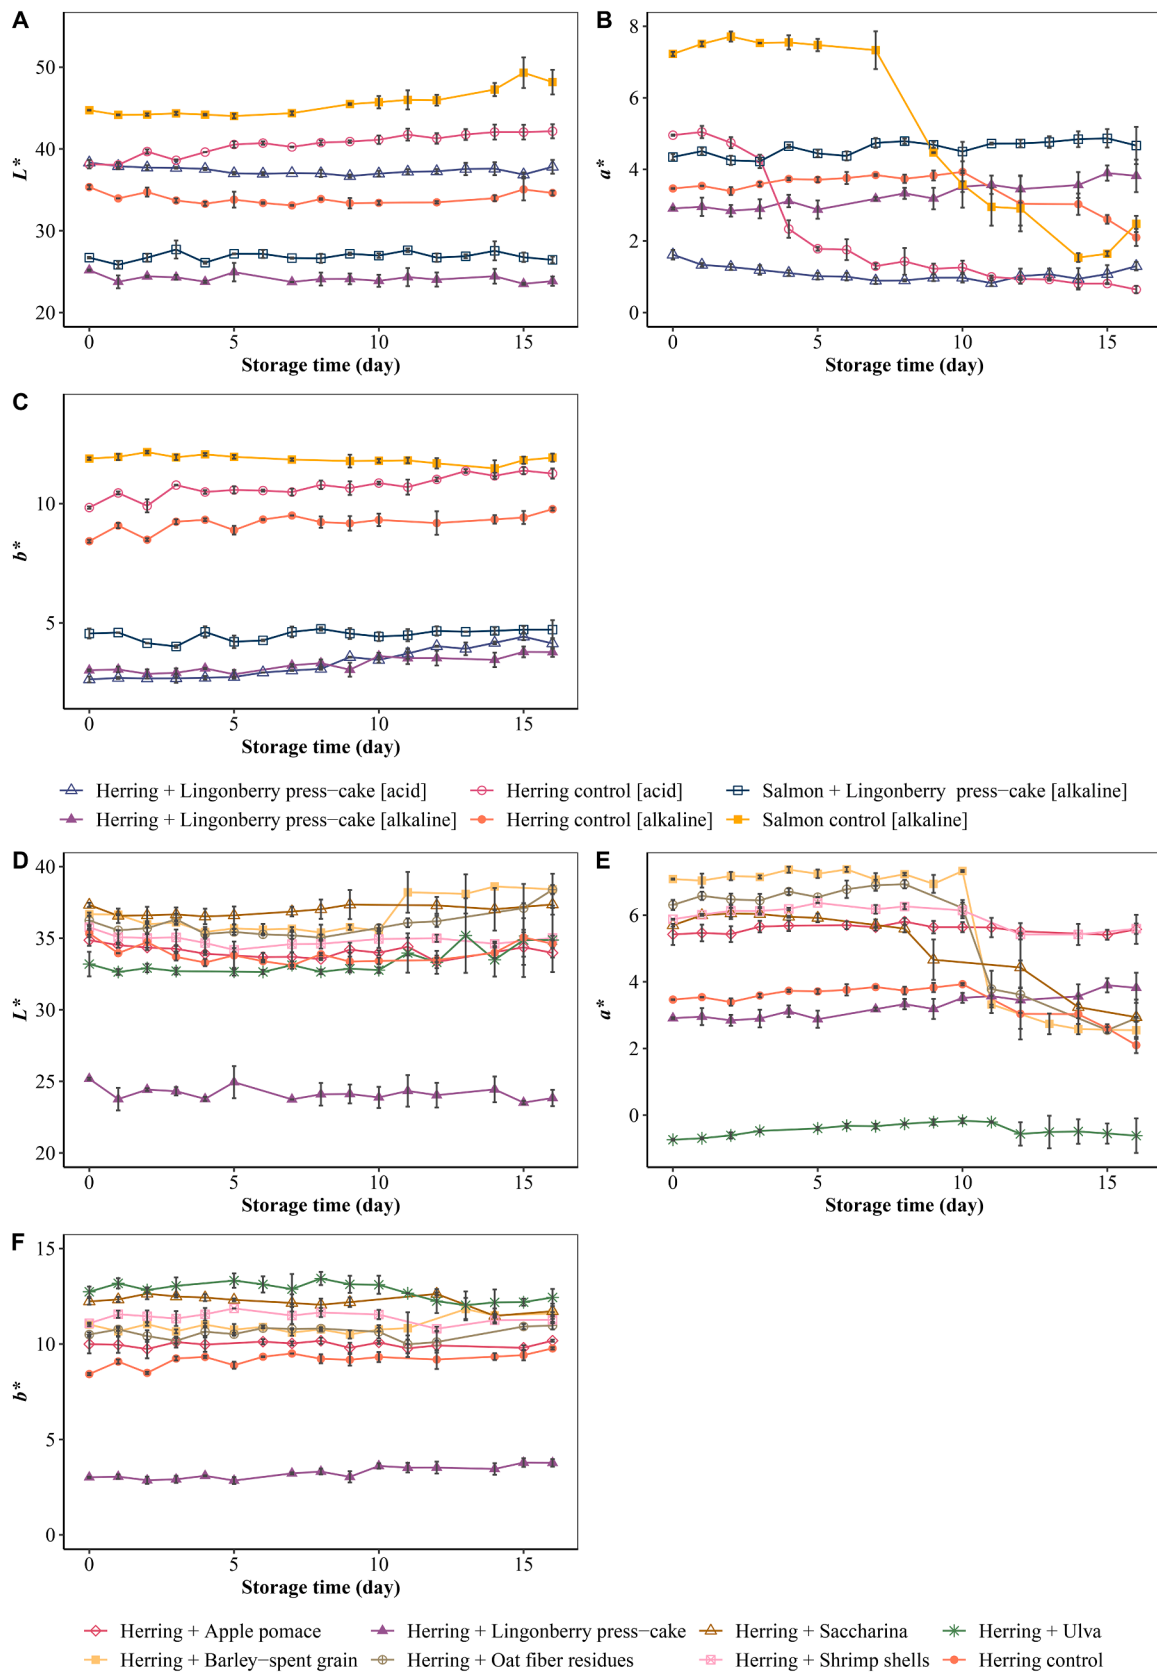 A
L*
50
40
30
20
0
5
10
15
Storage time (day)
B
a*
8
6
4
2
0
0
5
10
15
Storage time (day)
C
b*
10
5
0
5
10
15
Storage time (day)
Herring + Lingonberry press−cake [acid]
Herring control [acid]
Salmon + Lingonberry press−cake [alkaline]
Herring + Lingonberry press−cake [alkaline]
Herring control [alkaline]
Salmon control [alkaline]
D
L*
40
35
30
25
20
0
5
10
15
Storage time (day)
E
a*
6
4
2
0
0
5
10
15
Storage time (day)
F
b*
15
10
5
0
0
5
10
15
Storage time (day)
Herring + Apple pomace
Herring + Lingonberry press−cake
Herring + Saccharina
Herring + Ulva
Herring + Barley−spent grain
Herring + Oat fiber residues
Herring + Shrimp shells
Herring control